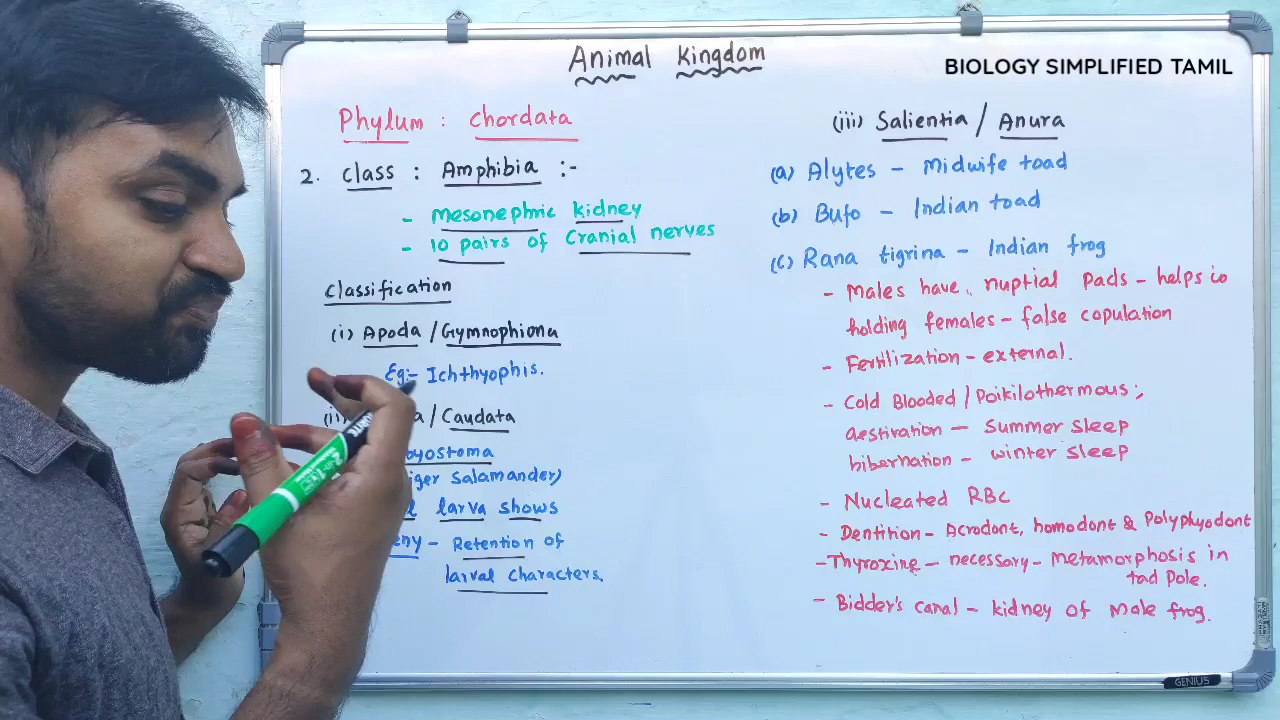 Animal Kingdom
BIOLOGY SIMPLIFIED TAMIL
Phylum : Chordata
2. Class : Amphibia :-
- Mesonephric kidney
- 10 pairs of Cranial nerves
Classification
(i) Apoda / Gymnophiona
Eg:- Ichthyophis.
(ii) / Caudata
salamander)
larva shows
- Retention of
larval characters.
(iii) Salientia / Anura
(a) Alytes - Midwife toad
(b) Bufo - Indian toad
(c) Rana tigrina - Indian frog
- Males have nuptial pads - helps in
holding females - false copulation
- Fertilization - external.
- Cold Blooded / Poikilothermous ;
aestivation - summer sleep
hibernation - winter sleep
- Nucleated RBC
- Dentition - Acrodont, homodont & Polyphyodont
- Thyroxine - necessary - metamorphosis in
tad Pole.
- Bidder's canal - kidney of male frog.
GENIUS